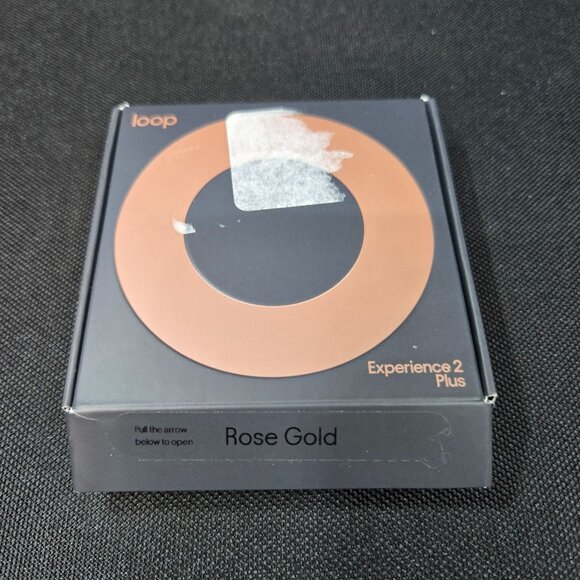 loop
Experience 2
Plus
Pull the arrow
below to open
Rose Gold